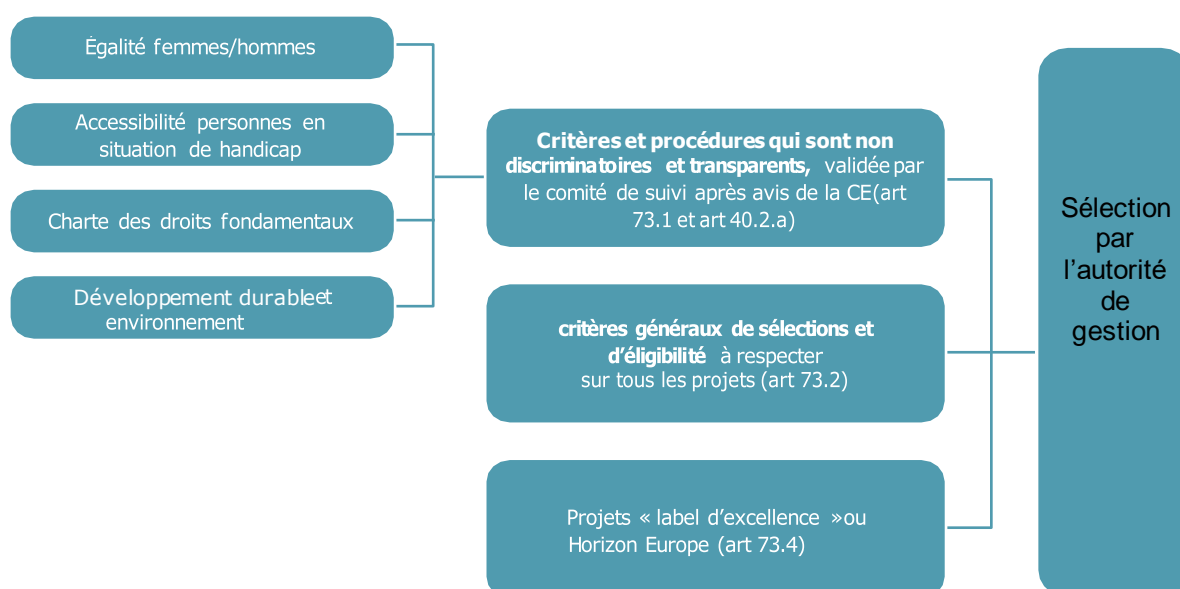 Égalité femmes/hommes
Accessibilité personnes en
situation de handicap
Charte des droits fondamentaux
Développement durable et
environnement
Critères et procédures qui sont non
discriminatoires et transparents, validée par
le comité de suivi après avis de la CE(art
73.1 et art 40.2.a)
critères généraux de sélections et
d’éligibilité à respecter
sur tous les projets (art 73.2)
Projets « label d’excellence » ou
Horizon Europe (art 73.4)
Sélection
par
l’autorité
de
gestion